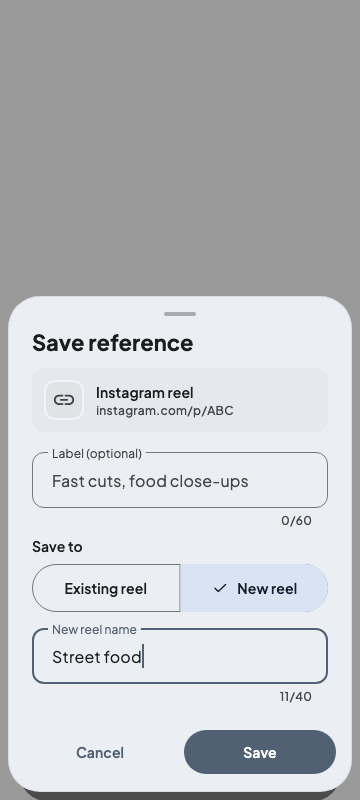 Save reference
Instagram reel
instagram.com/p/ABC
Label (optional)
Fast cuts, food close-ups
0/60
Save to
Existing reel
New reel
New reel name
Street food
11/40
Cancel
Save